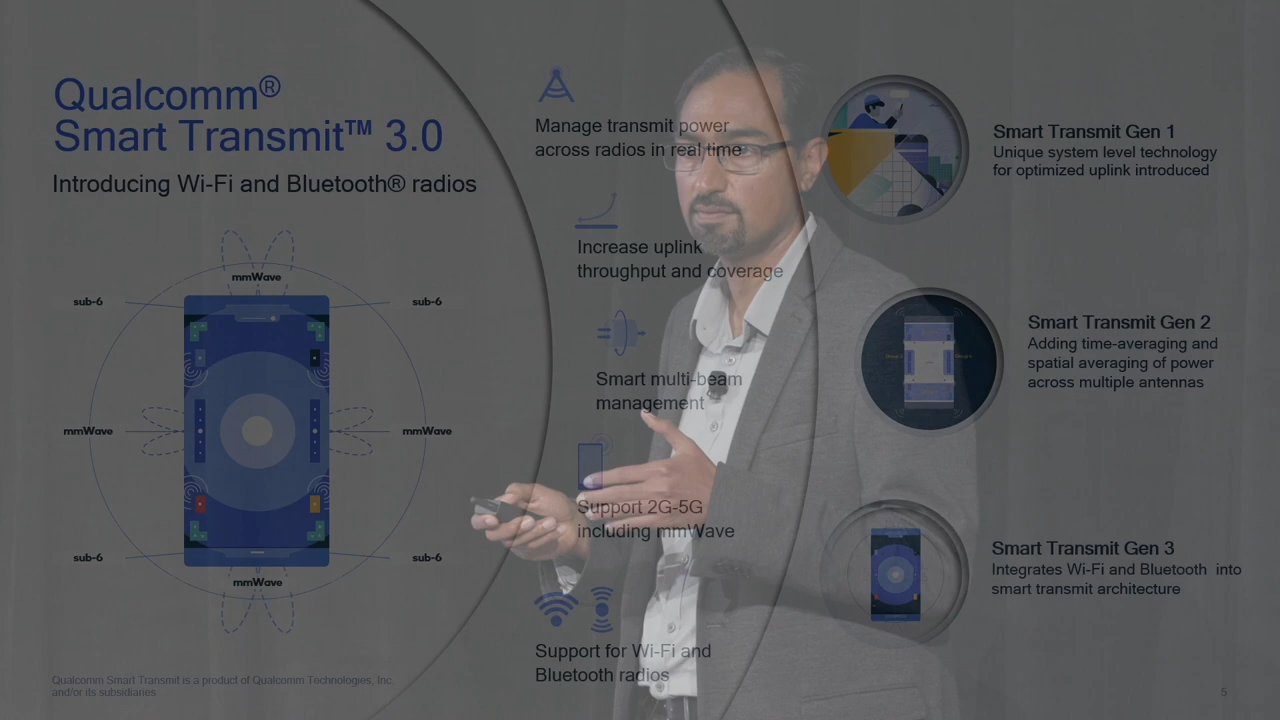 Qualcomm®
Smart Transmit™ 3.0
Introducing Wi-Fi and Bluetooth® radios
mmWave
sub-6
sub-6
mmWave
mmWave
sub-6
sub-6
mmWave
Qualcomm Smart Transmit is a product of Qualcomm Technologies, Inc
and/or its subsidiaries
Manage transmit power
across radios in real time
Increase uplink
throughput and coverage
Smart multi-beam
management
Support 2G-5G
including mmWave
Support for Wi-Fi and
Bluetooth radios
Smart Transmit Gen 1
Unique system level technology
for optimized uplink introduced
Smart Transmit Gen 2
Adding time-averaging and
spatial averaging of power
across multiple antennas
Smart Transmit Gen 3
Integrates Wi-Fi and Bluetooth into
smart transmit architecture
5